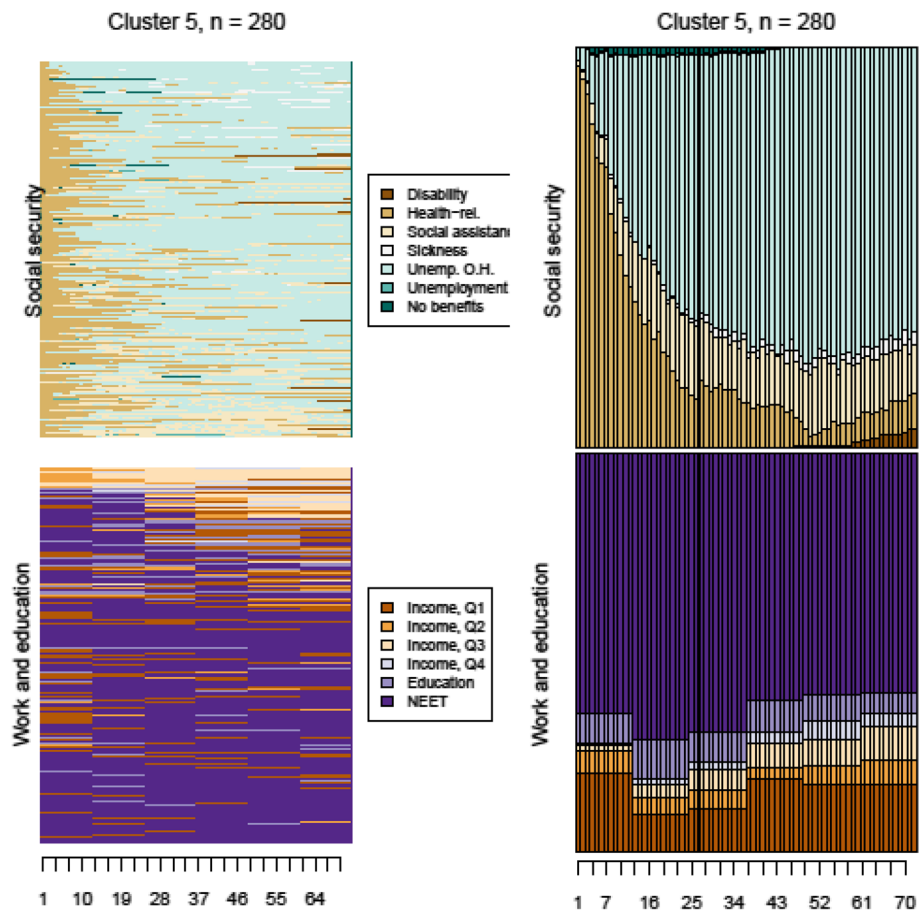 Cluster 5, n = 280
Cluster 5, n = 280
Social security
Disability
Health-rel.
Social assistan
Sickness
Unemp. O.H.
Unemployment
No benefits
Social security
Work and education
Income, Q1
Income, Q2
Income, Q3
Income, Q4
Education
NEET
Work and education
1 10 19 28 37 46 55 64
1 7 16 25 34 43 52 61 70